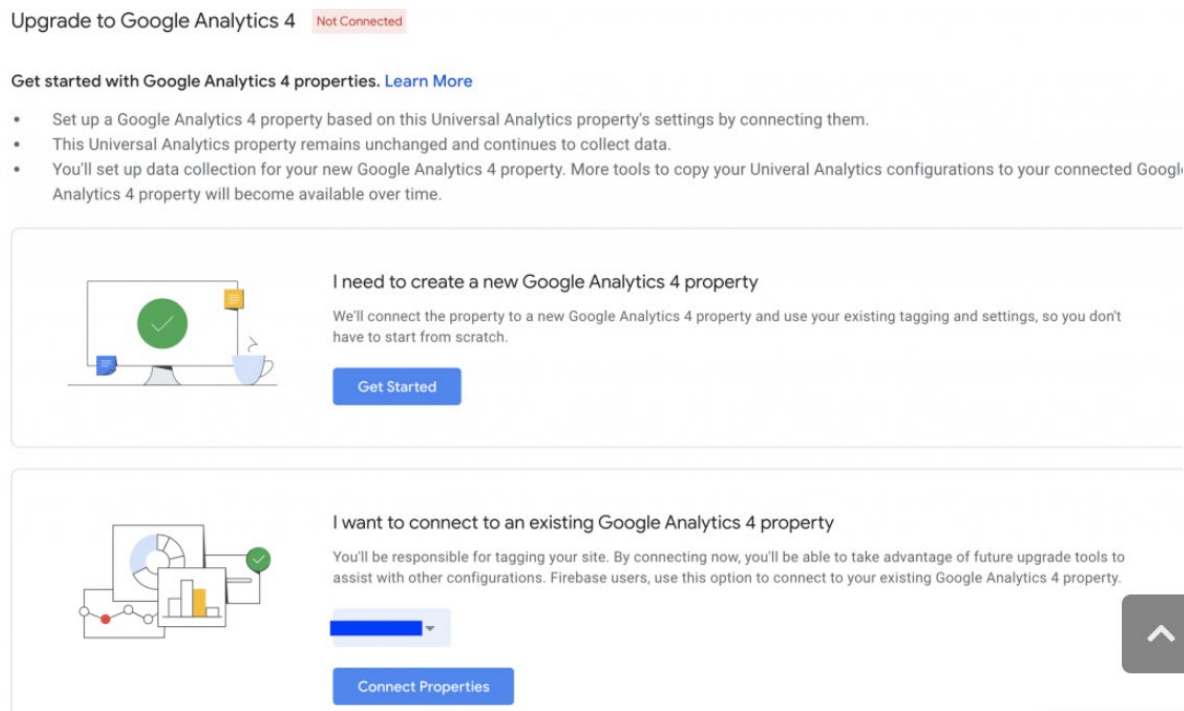 Upgrade to Google Analytics 4 Not Connected
Get started with Google Analytics 4 properties. Learn More
• Set up a Google Analytics 4 property based on this Universal Analytics property's settings by connecting them.
• This Universal Analytics property remains unchanged and continues to collect data.
• You'll set up data collection for your new Google Analytics 4 property. More tools to copy your Univeral Analytics configurations to your connected Googl
Analytics 4 property will become available over time.
I need to create a new Google Analytics 4 property
We'll connect the property to a new Google Analytics 4 property and use your existing tagging and settings, so you don't
have to start from scratch.
Get Started
I want to connect to an existing Google Analytics 4 property
You'll be responsible for tagging your site. By connecting now, you'll be able to take advantage of future upgrade tools to
assist with other configurations. Firebase users, use this option to connect to your existing Google Analytics 4 property.
Connect Properties